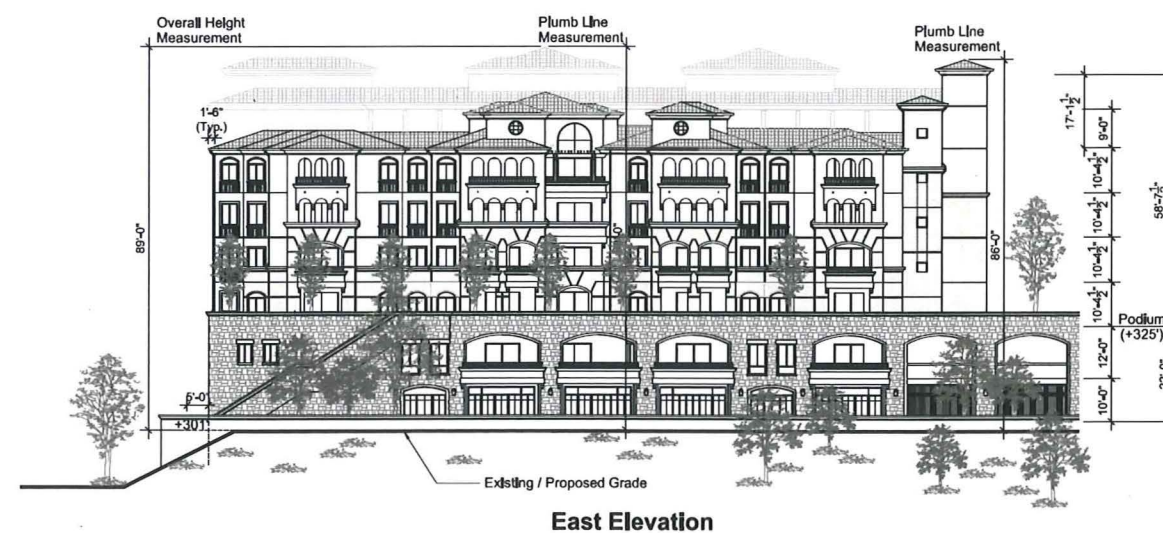 Overall Height
Measurement
Plumb Line
Measurement
Plumb Line
Measurement
1'-6"
(Typ.)
17'-1½"
9'-0"
10'-4½"
10'-4½"
10'-4½"
10'-4½"
58'-7½"
89'-0"
86'-0"
Podium
(+325')
12'-0"
10'-0"
5'-0"
+301'
Existing / Proposed Grade
East Elevation